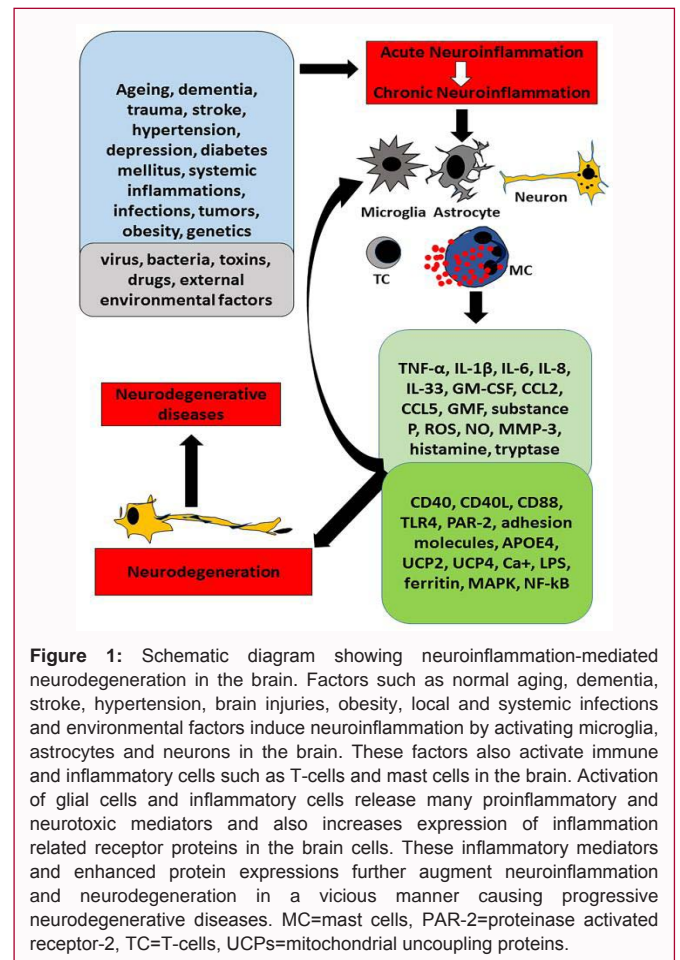 Ageing, dementia,
trauma, stroke,
hypertension,
depression, diabetes
mellitus, systemic
inflammations,
infections, tumors,
obesity, genetics
virus, bacteria, toxins,
drugs, external
environmental factors
Acute Neuroinflammation
Chronic Neuroinflammation
Microglia
Astrocyte
Neuron
TC
MC
TNF-α, IL-1β, IL-6, IL-8,
IL-33, GM-CSF, CCL2,
CCL5, GMF, substance
P, ROS, NO, MMP-3,
histamine, tryptase
CD40, CD40L, CD88,
TLR4, PAR-2, adhesion
molecules, APOE4,
UCP2, UCP4, Ca+, LPS,
ferritin, MAPK, NF-kB
Neurodegenerative
diseases
Neurodegeneration
Figure 1: Schematic diagram showing neuroinflammation-mediated
neurodegeneration in the brain. Factors such as normal aging, dementia,
stroke, hypertension, brain injuries, obesity, local and systemic infections
and environmental factors induce neuroinflammation by activating microglia,
astrocytes and neurons in the brain. These factors also activate immune
and inflammatory cells such as T-cells and mast cells in the brain. Activation
of glial cells and inflammatory cells release many proinflammatory and
neurotoxic mediators and also increases expression of inflammation
related receptor proteins in the brain cells. These inflammatory mediators
and enhanced protein expressions further augment neuroinflammation
and neurodegeneration in a vicious manner causing progressive
neurodegenerative diseases. MC=mast cells, PAR-2=proteinase activated
receptor-2, TC=T-cells, UCPs=mitochondrial uncoupling proteins.